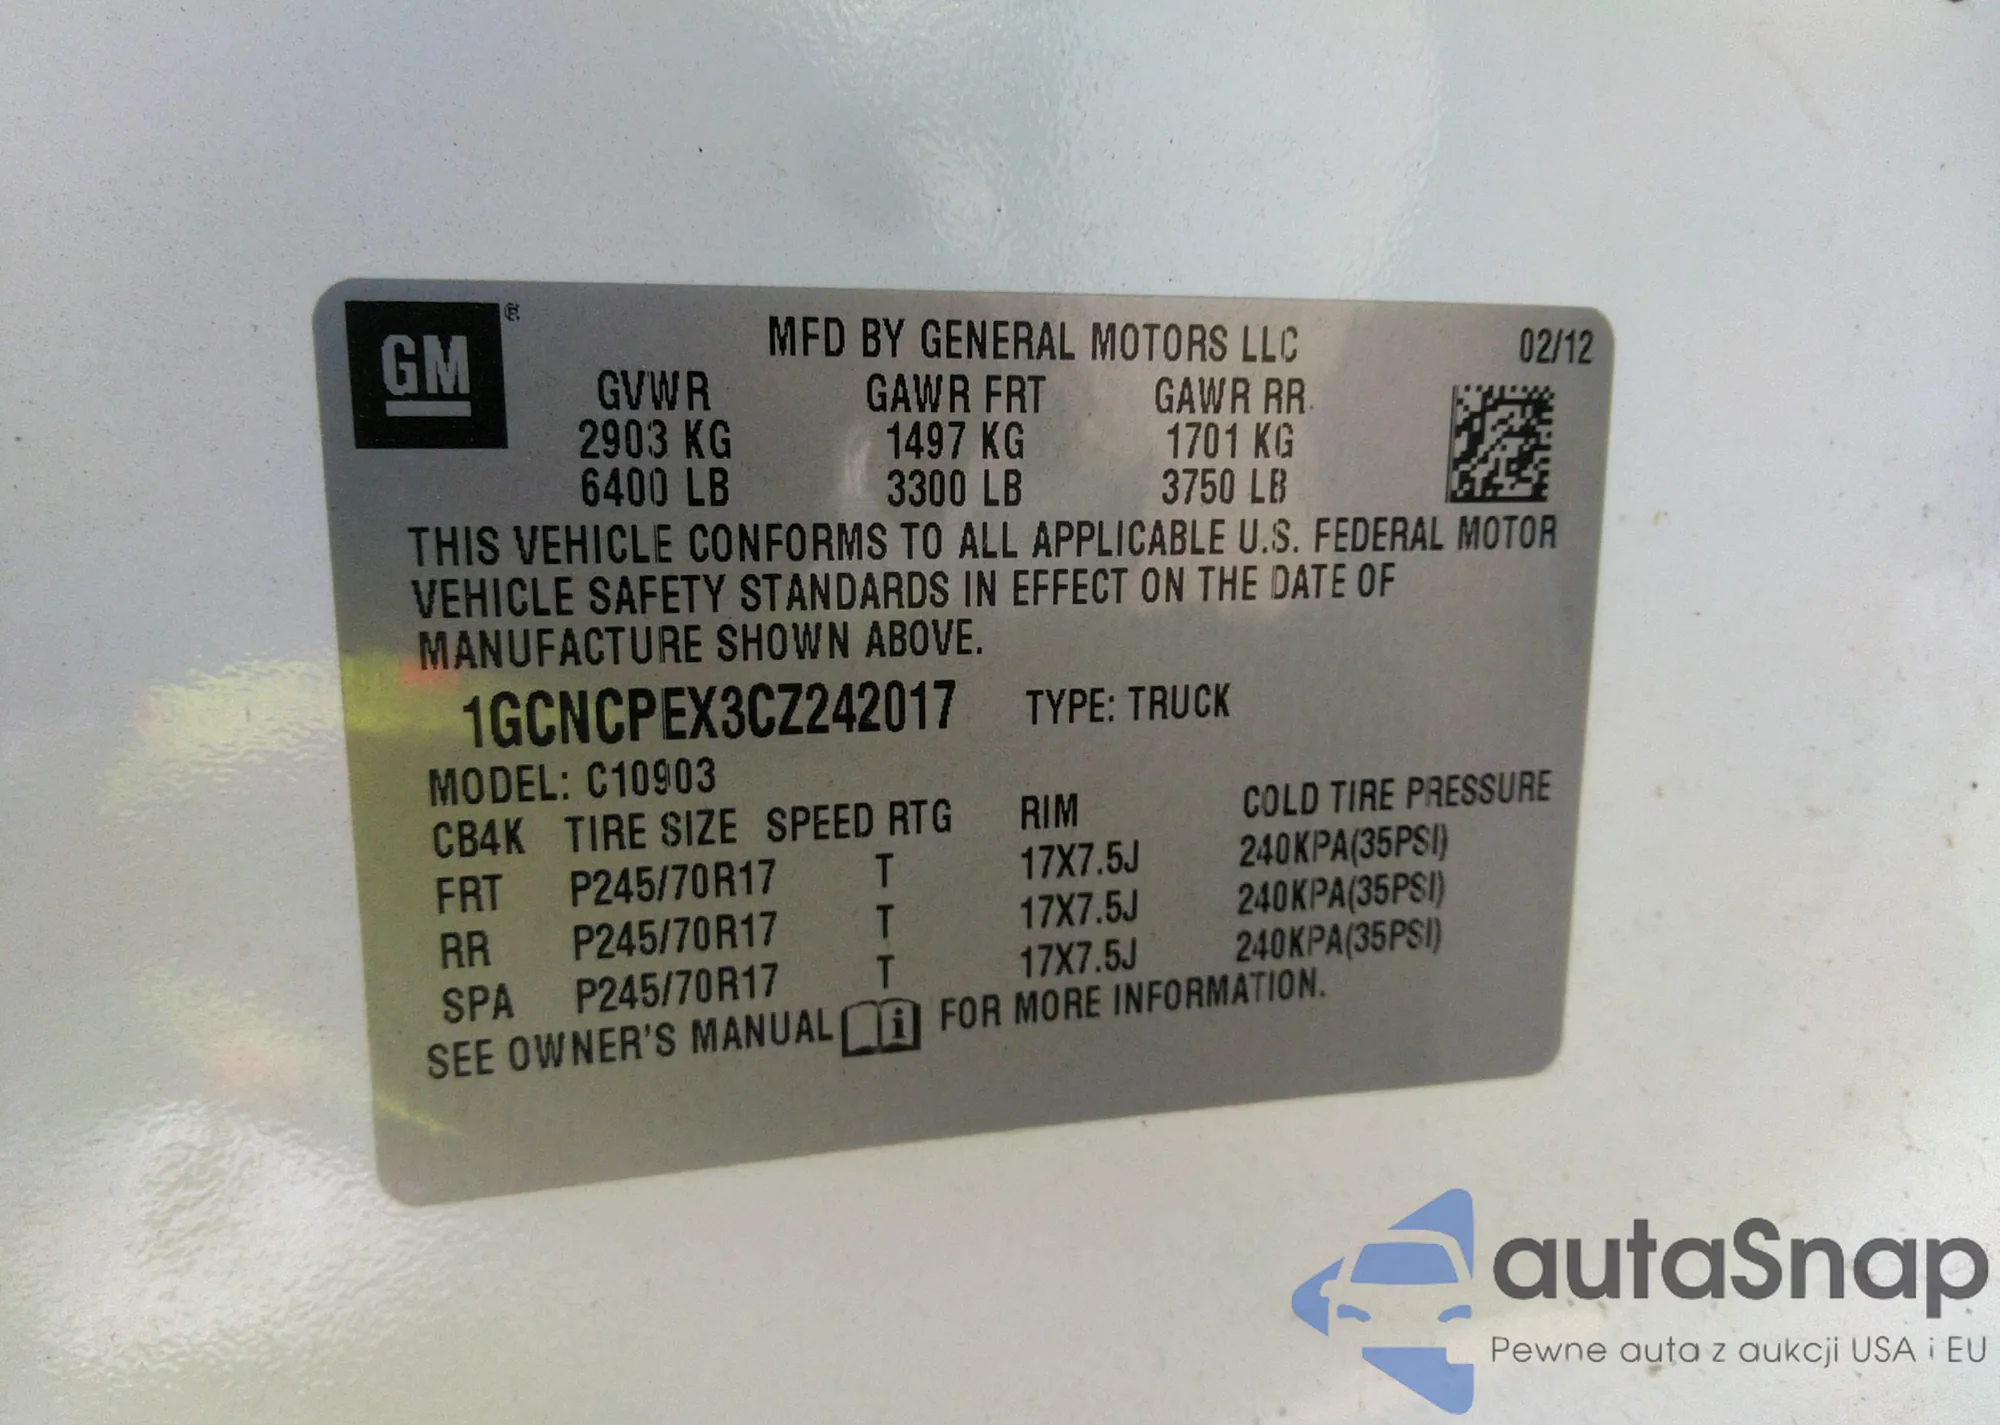 GM
MFD BY GENERAL MOTORS LLC 02/12
GVWR GAWR FRT GAWR RR
2903 KG 1497 KG 1701 KG
6400 LB 3300 LB 3750 LB
THIS VEHICLE CONFORMS TO ALL APPLICABLE U.S. FEDERAL MOTOR
VEHICLE SAFETY STANDARDS IN EFFECT ON THE DATE OF
MANUFACTURE SHOWN ABOVE.
1GCNCPEX3CZ242017 TYPE: TRUCK
MODEL: C10903
CB4K TIRE SIZE SPEED RTG RIM COLD TIRE PRESSURE
FRT P245/70R17 T 17X7.5J 240KPA(35PSI)
RR P245/70R17 T 17X7.5J 240KPA(35PSI)
SPA P245/70R17 T 17X7.5J 240KPA(35PSI)
SEE OWNER'S MANUAL i FOR MORE INFORMATION.
autaSnap
Pewne auta z aukcji USA i EU